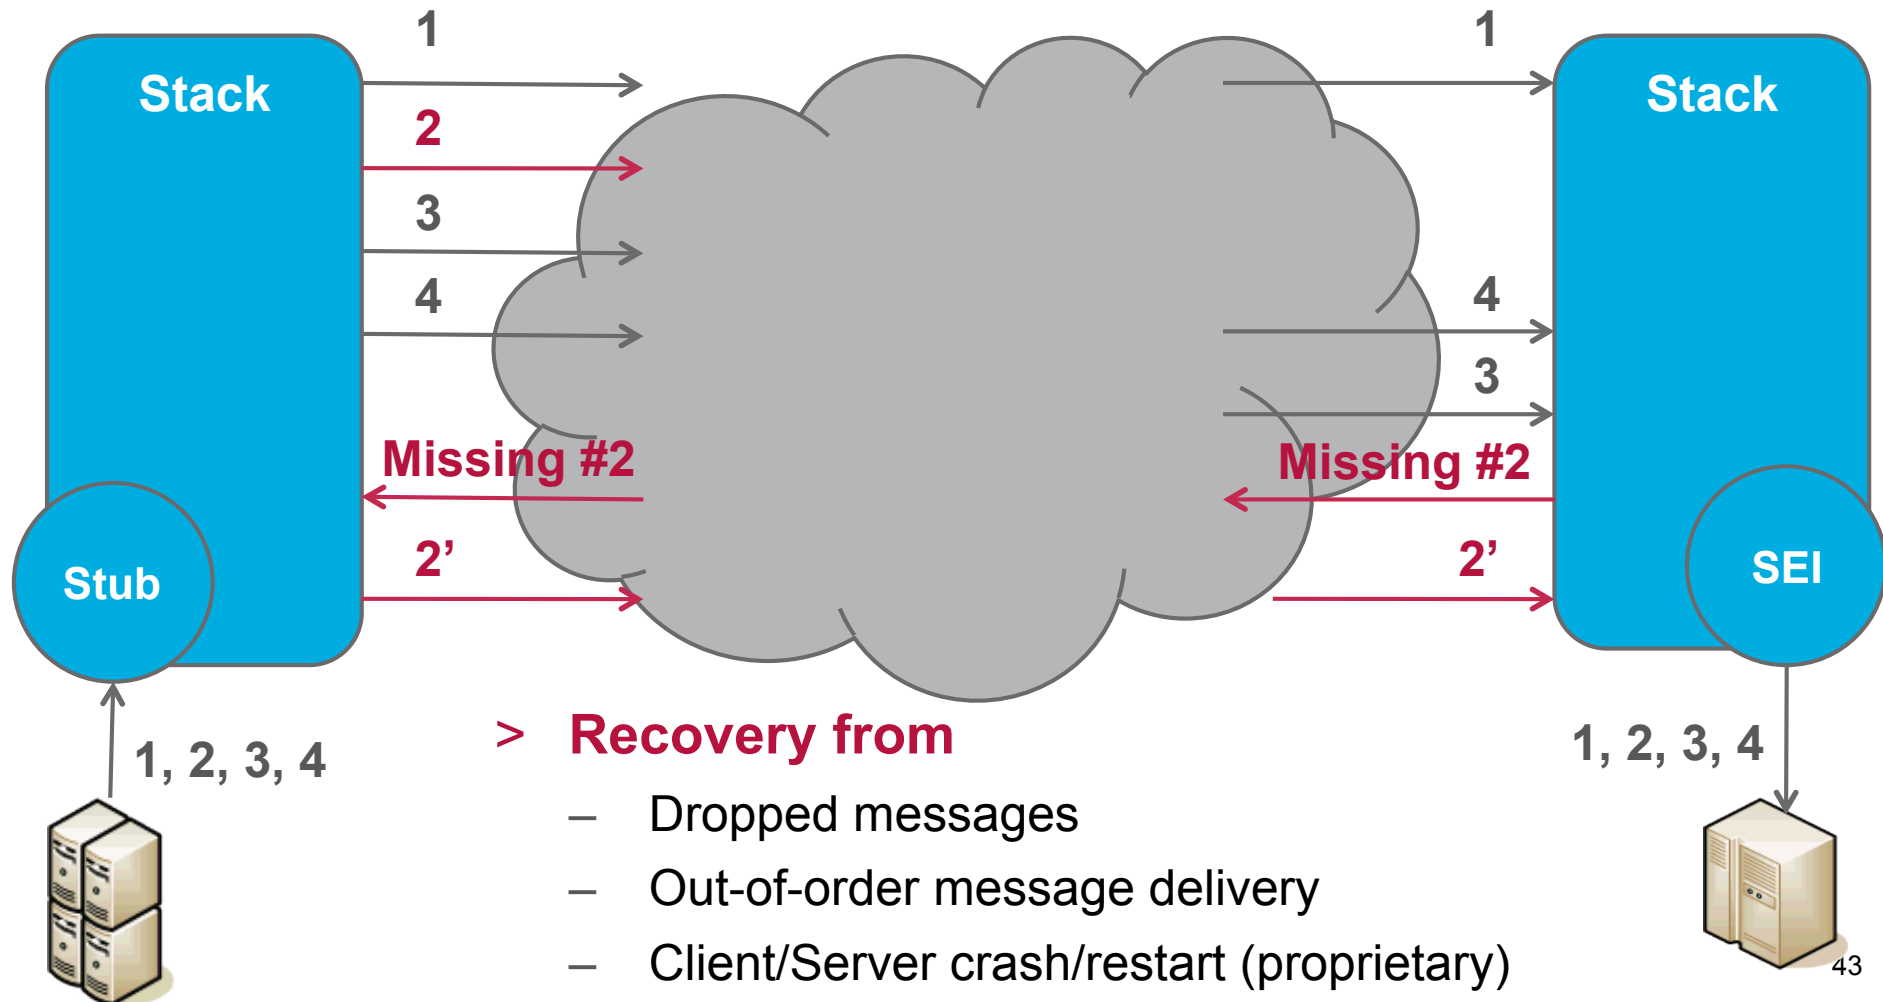 1
1
Stack
Stack
2
3
4
4
3
Missing #2
Missing #2
2’
2’
Stub
SEI
> Recovery from
1, 2, 3, 4
1, 2, 3, 4
– Dropped messages
– Out-of-order message delivery
– Client/Server crash/restart (proprietary)
43